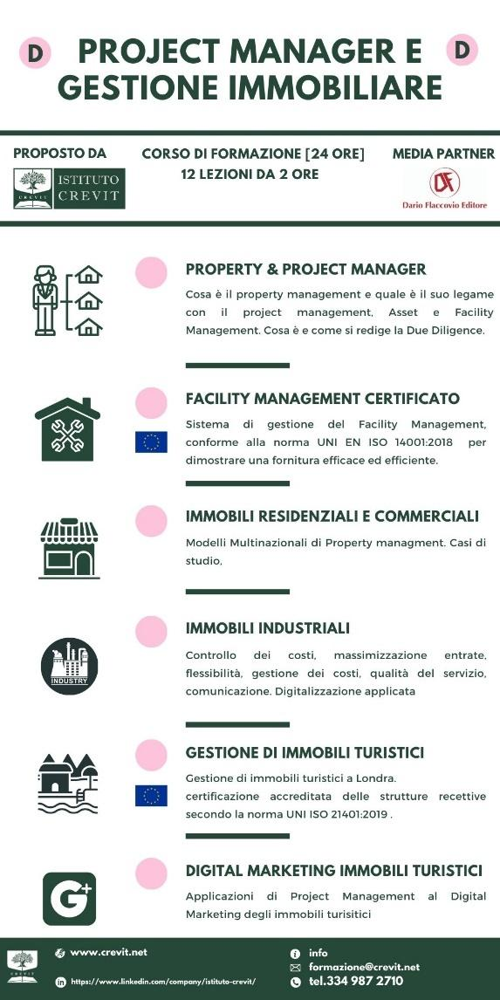 D
PROJECT MANAGER E
D
GESTIONE IMMOBILIARE
PROPOSTO DA
CORSO DI FORMAZIONE [24 ORE]
12 LEZIONI DA 2 ORE
MEDIA PARTNER
CREVIT
ISTITUTO
CREVIT
DF
Dario Flaccovio Editore
PROPERTY & PROJECT MANAGER
Cosa è il property management e quale è il suo legame
con il project management, Asset e Facility
Management. Cosa è e come si redige la Due Diligence.
FACILITY MANAGEMENT CERTIFICATO
Sistema di gestione del Facility Management,
conforme alla norma UNI EN ISO 14001:2018 per
dimostrare una fornitura efficace ed efficiente.
IMMOBILI RESIDENZIALI E COMMERCIALI
Modelli Multinazionali di Property managment. Casi di
studio,
INDUSTRY
IMMOBILI INDUSTRIALI
Controllo dei costi, massimizzazione entrate,
flessibilità, gestione dei costi, qualità del servizio,
comunicazione. Digitalizzazione applicata
GESTIONE DI IMMOBILI TURISTICI
Gestione di immobili turistici a Londra.
certificazione accreditata delle strutture recettive
secondo la norma UNI ISO 21401:2019 .
G+
DIGITAL MARKETING IMMOBILI TURISTICI
Applicazioni di Project Management al Digital
Marketing degli immobili turisitici
CREVIT
www.crevit.net
https://www.linkedin.com/company/istituto-crevit/
info
formazione@crevit.net
tel.334 987 2710